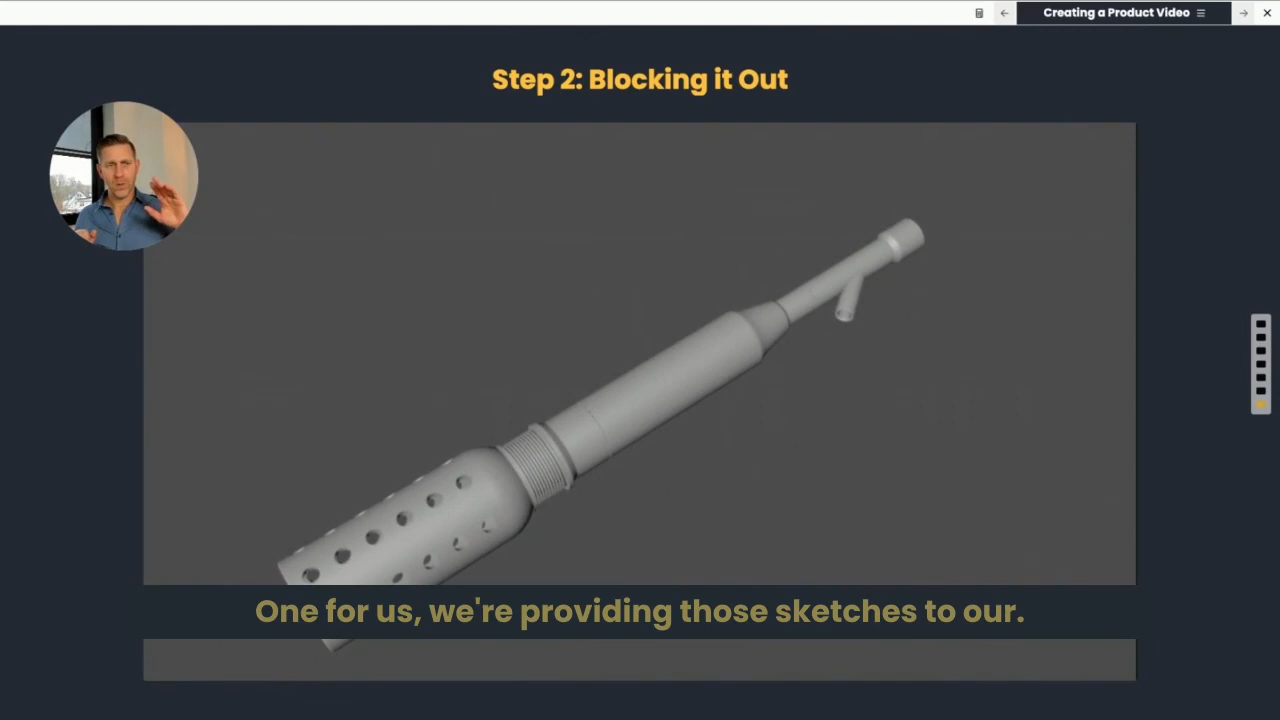 Creating a Product Video
Step 2: Blocking it Out
One for us, we're providing those sketches to our.